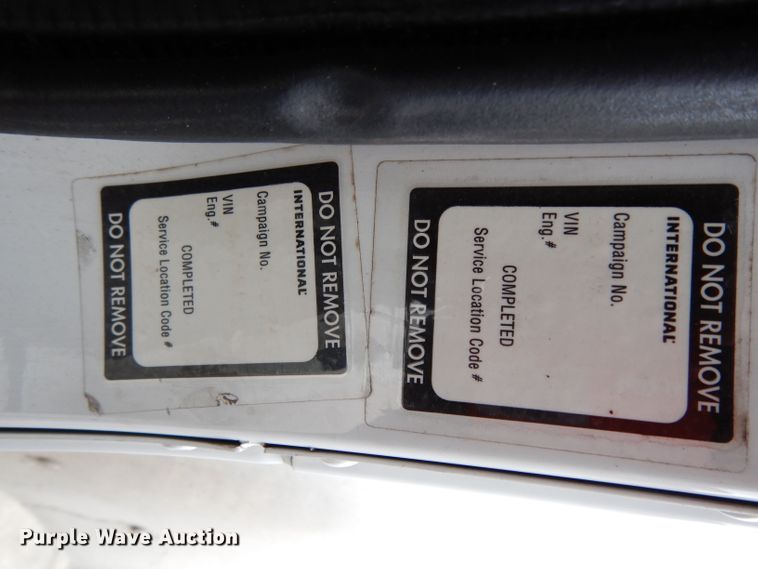 DO NOT REMOVE
INTERNATIONAL
Campaign No.
VIN
Eng.#
COMPLETED
Service Location Code #
DO NOT REMOVE
DO NOT REMOVE
INTERNATIONAL
Campaign No.
VIN
Eng.#
COMPLETED
Service Location Code #
DO NOT REMOVE
Purple Wave Auction